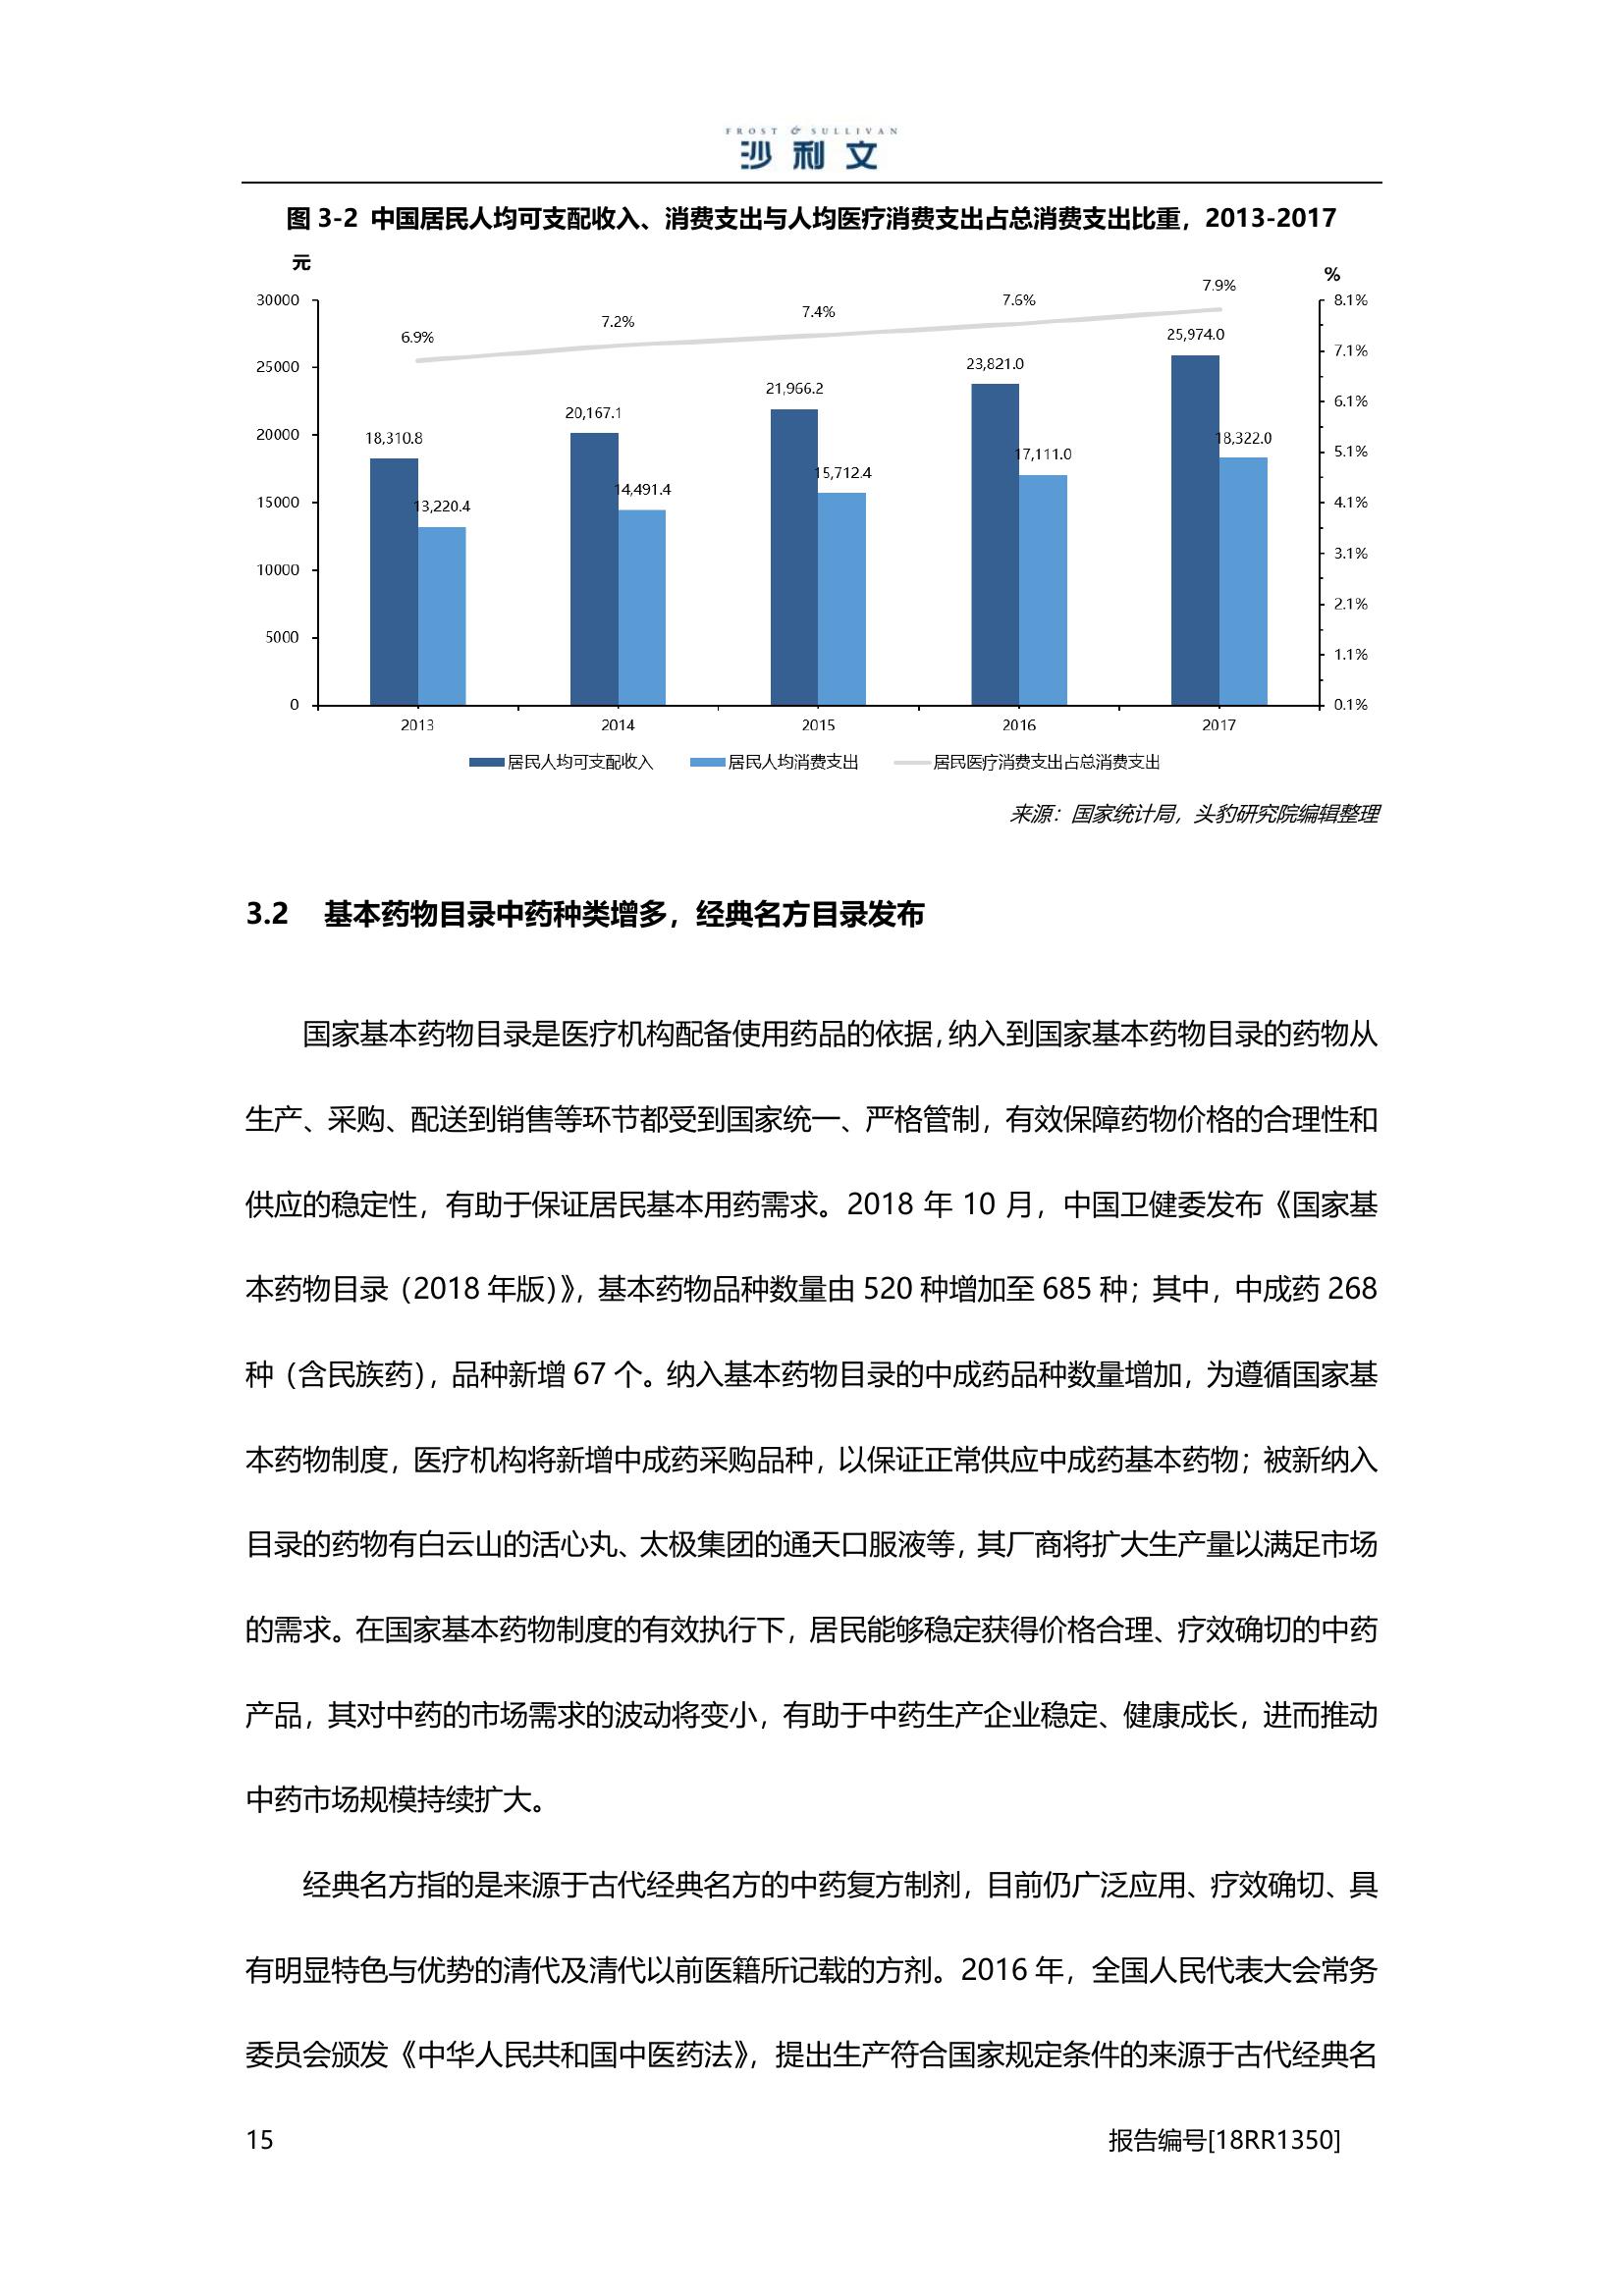 FROST & SULLIVAN
沙利文
图 3-2 中国居民人均可支配收入、消费支出与人均医疗消费支出占总消费支出比重，2013-2017
元
%
30000
25000
20000
15000
10000
5000
0
8.1%
7.1%
6.1%
5.1%
4.1%
3.1%
2.1%
1.1%
0.1%
6.9%
7.2%
7.4%
7.6%
7.9%
18,310.8
20,167.1
21,966.2
23,821.0
25,974.0
13,220.4
14,491.4
15,712.4
17,111.0
18,322.0
2013
2014
2015
2016
2017
居民人均可支配收入
居民人均消费支出
居民医疗消费支出占总消费支出
来源：国家统计局，头豹研究院编辑整理
3.2 基本药物目录中药种类增多，经典名方目录发布
国家基本药物目录是医疗机构配备使用药品的依据，纳入到国家基本药物目录的药物从
生产、采购、配送到销售等环节都受到国家统一、严格管制，有效保障药物价格的合理性和
供应的稳定性，有助于保证居民基本用药需求。2018 年 10 月，中国卫健委发布《国家基
本药物目录（2018 年版）》，基本药物品种数量由 520 种增加至 685 种；其中，中成药 268
种（含民族药），品种新增 67 个。纳入基本药物目录的中成药品种数量增加，为遵循国家基
本药物制度，医疗机构将新增中成药采购品种，以保证正常供应中成药基本药物；被新纳入
目录的药物有白云山的活心丸、太极集团的通天口服液等，其厂商将扩大生产量以满足市场
的需求。在国家基本药物制度的有效执行下，居民能够稳定获得价格合理、疗效确切的中药
产品，其对中药的市场需求的波动将变小，有助于中药生产企业稳定、健康成长，进而推动
中药市场规模持续扩大。
经典名方指的是来源于古代经典名方的中药复方制剂，目前仍广泛应用、疗效确切、具
有明显特色与优势的清代及清代以前医籍所记载的方剂。2016 年，全国人民代表大会常务
委员会颁发《中华人民共和国中医药法》，提出生产符合国家规定条件的来源于古代经典名
15
报告编号[18RR1350]